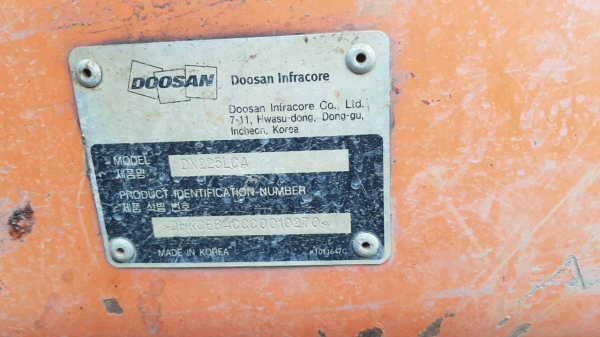 DOOSAN
Doosan Infracore
Doosan Infracore Co., Ltd.
7-11, Hwasu-dong, Dong-gu,
Incheon, Korea
MODEL
제품명
DX225LCA
PRODUCT IDENTIFICATION NUMBER
제품 식별 번호
MADE IN KOREA